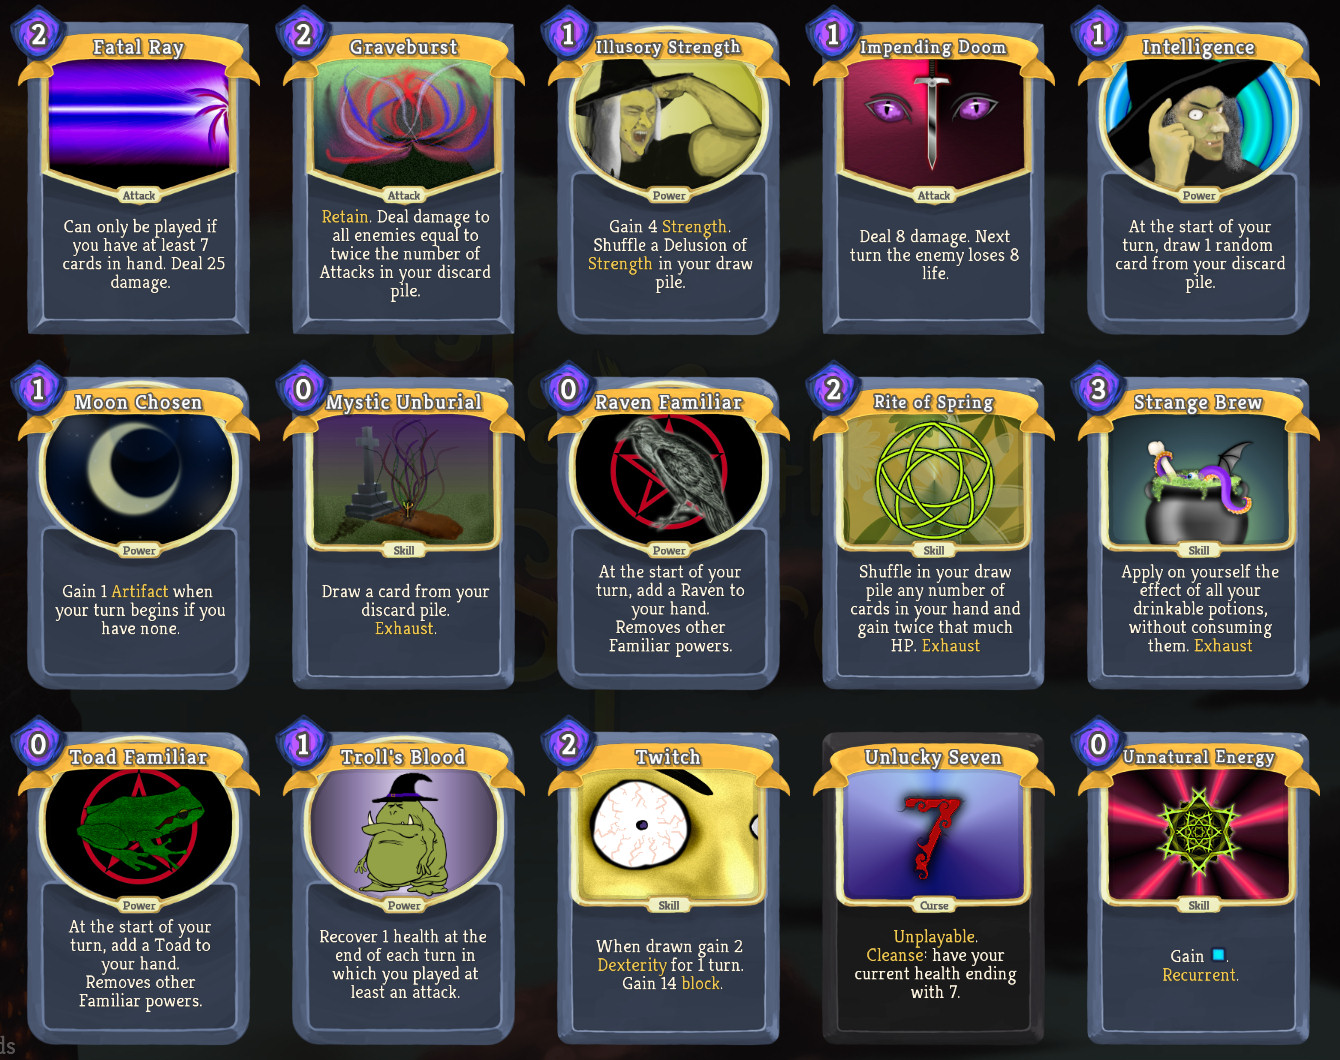 2
Fatal Ray
Attack
Can only be played if
you have at least 7
cards in hand. Deal 25
damage.
2
Graveburst
Attack
Retain. Deal damage to
all enemies equal to
twice the number of
Attacks in your discard
pile.
1
Illusory Strength
Power
Gain 4 Strength.
Shuffle a Delusion of
Strength in your draw
pile.
1
Impending Doom
Attack
Deal 8 damage. Next
turn the enemy loses 8
life.
1
Intelligence
Power
At the start of your
turn, draw 1 random
card from your discard
pile.
1
Moon Chosen
Power
Gain 1 Artifact when
your turn begins if you
have none.
0
Mystic Unburial
Skill
Draw a card from your
discard pile.
Exhaust.
0
Raven Familiar
Power
At the start of your
turn, add a Raven to
your hand.
Removes other
Familiar powers.
2
Rite of Spring
Skill
Shuffle in your draw
pile any number of
cards in your hand and
gain twice that much
HP. Exhaust
3
Strange Brew
Skill
Apply on yourself the
effect of all your
drinkable potions,
without consuming
them. Exhaust
0
Toad Familiar
Power
At the start of your
turn, add a Toad to
your hand.
Removes other
Familiar powers.
1
Troll's Blood
Power
Recover 1 health at the
end of each turn in
which you played at
least an attack.
2
Twitch
Skill
When drawn gain 2
Dexterity for 1 turn.
Gain 14 block.
Unlucky Seven
7
Curse
Unplayable.
Cleanse: have your
current health ending
with 7.
0
Unnatural Energy
Skill
Gain .
Recurrent.
ds